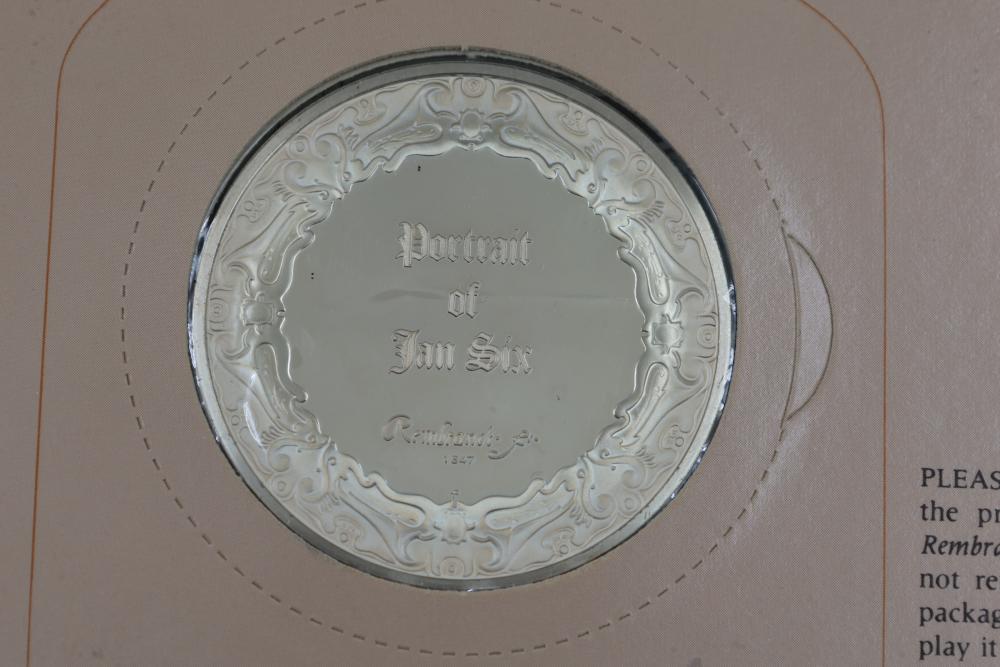 Portrait
of
Jan Six
Rembrandt f.
1647
PLEAS
the pr
Rembra
not re
packag
play it